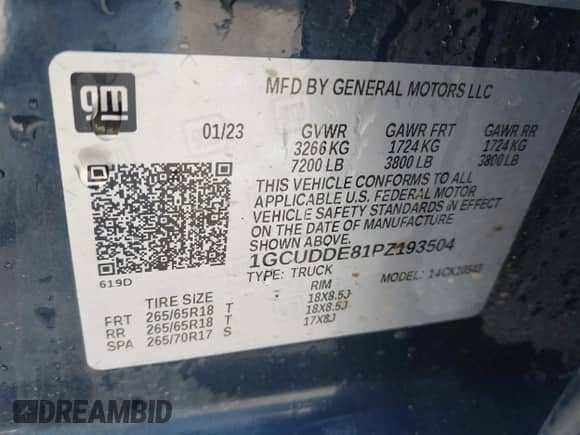 gm
MFD BY GENERAL MOTORS LLC
01/23 GVWR GAWR FRT GAWR RR
3266 KG 1724 KG 1724 KG
7200 LB 3800 LB 3800 LB
THIS VEHICLE CONFORMS TO ALL
APPLICABLE U.S. FEDERAL MOTOR
VEHICLE SAFETY STANDARDS IN EFFECT
ON THE DATE OF MANUFACTURE
1GCUDDE81PZ193504
619D
TYPE: TRUCK MODEL: 14CK10543
TIRE SIZE RIM
FRT 265/65R18 T 18X8.5J
RR 265/65R18 T 18X8.5J
SPA 265/70R17 S 17X8J
DREAMBID